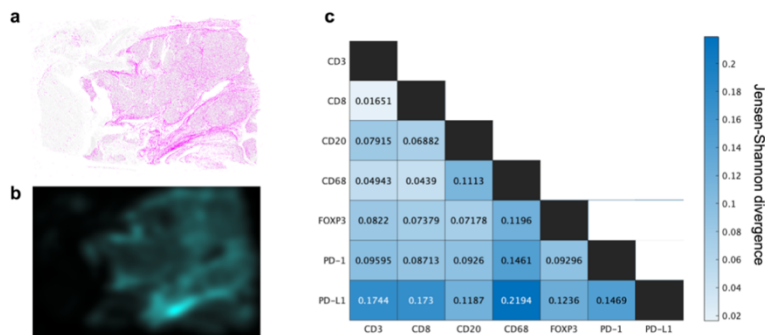 a
b
c
CD3
CD8 0.01651
CD20 0.07915 0.06882
CD68 0.04943 0.0439 0.1113
FOXP3 0.0822 0.07379 0.07178 0.1196
PD-1 0.09595 0.08713 0.0926 0.1461 0.09296
PD-L1 0.1744 0.173 0.1187 0.2194 0.1236 0.1469
CD3 CD8 CD20 CD68 FOXP3 PD-1 PD-L1
0.2
0.18
0.16
0.14
0.12
0.1
0.08
0.06
0.04
0.02
Jensen-Shannon divergence